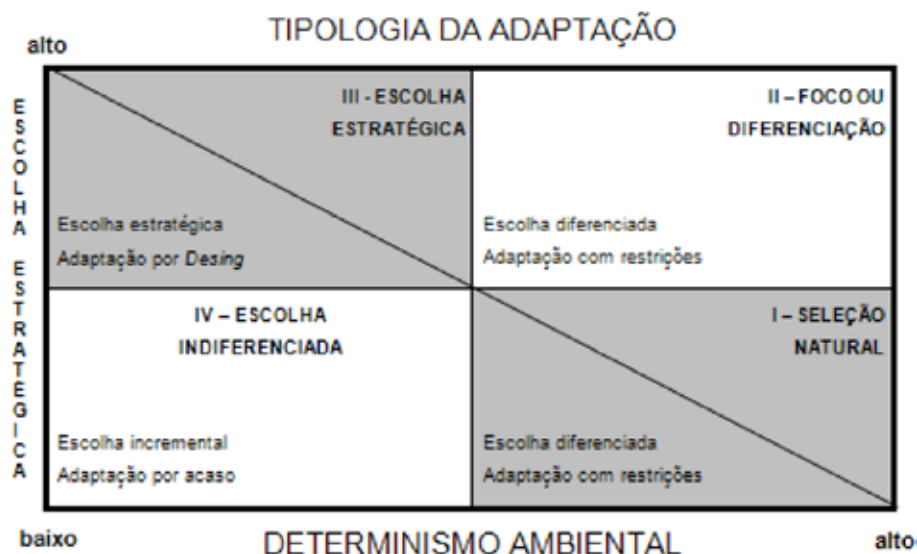 TIPOLOGIA DA ADAPTAÇÃO
alto
ESCOLHA ESTRATÉGICA
III - ESCOLHA
ESTRATÉGICA
Escolha estratégica
Adaptação por Desing
II – FOCO OU
DIFERENCIAÇÃO
Escolha diferenciada
Adaptação com restrições
IV – ESCOLHA
INDIFERENCIADA
Escolha incremental
Adaptação por acaso
I – SELEÇÃO
NATURAL
Escolha diferenciada
Adaptação com restrições
baixo
DETERMINISMO AMBIENTAL
alto